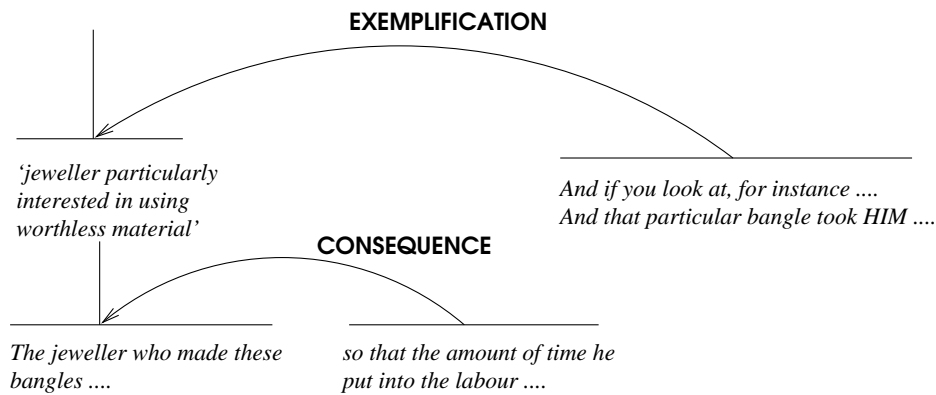 EXEMPLIFICATION
‘jeweller particularly
interested in using
worthless material’
And if you look at, for instance ....
And that particular bangle took HIM ....
CONSEQUENCE
The jeweller who made these
bangles ....
so that the amount of time he
put into the labour ....